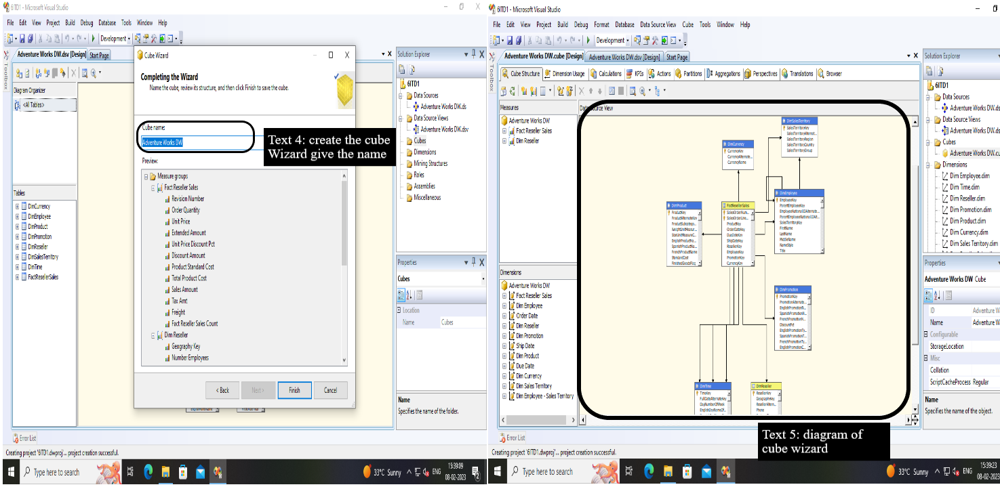 6ITD1 - Microsoft Visual Studio
File Edit View Project Build Debug Database Tools Window Help
Development
Adventure Works DW.dsv [Design] Start Page
Toolbox
Diagram Organizer
<All Tables>
Tables
DimCurrency
DimEmployee
DimProduct
DimPromotion
DimReseller
DimSalesTerritory
DimTime
FactResellerSales
Cube Wizard
Completing the Wizard
Name the cube, review its structure, and then click Finish to save the cube.
Cube name:
Adventure Works DW
Text 4: create the cube
Wizard give the name
Preview:
Measure groups
Fact Reseller Sales
Revision Number
Order Quantity
Unit Price
Extended Amount
Unit Price Discount Pct
Discount Amount
Product Standard Cost
Total Product Cost
Sales Amount
Tax Amt
Freight
Fact Reseller Sales Count
Dim Reseller
Geography Key
Number Employees
< Back Next > Finish Cancel
Solution Explorer
6ITD1
Data Sources
Adventure Works DW.ds
Data Source Views
Adventure Works DW.dsv
Cubes
Dimensions
Mining Structures
Roles
Assemblies
Miscellaneous
Properties
Cubes
Location
Name Cubes
Name
Specifies the name of the folder.
Error List
Creating project '6ITD1.dwproj'... project creation successful.
Type here to search
33°C Sunny ENG 15:39:09
08-02-2023
2
6ITD1 - Microsoft Visual Studio
File Edit View Project Build Debug Format Database Data Source View Cube Tools Window Help
Development
Adventure Works DW.cube [Design] Adventure Works DW.dsv [Design] Start Page
Toolbox
Cube Structure Dimension Usage Calculations KPIs Actions Partitions Aggregations Perspectives Translations Browser
Measures
Adventure Works DW
Fact Reseller Sales
Dim Reseller
Dimensions
Adventure Works DW
Fact Reseller Sales
Dim Employee
Order Date
Dim Reseller
Dim Promotion
Ship Date
Dim Product
Due Date
Dim Currency
Dim Sales Territory
Dim Employee - Sales Territory
Data Source View
DimSalesTerritory
SalesTerritoryKey
SalesTerritoryAlternat...
SalesTerritoryRegion
SalesTerritoryCountry
SalesTerritoryGroup
DimCurrency
CurrencyKey
CurrencyAlternate...
CurrencyName
DimProduct
ProductKey
ProductAlternateKey
ProductSubcatego...
WeightUnitMeasur...
SizeUnitMeasureC...
EnglishProductNa...
SpanishProductNa...
FrenchProductName
StandardCost
FinishedGoodsFlag
FactResellerSales
SalesOrderNum...
SalesOrderLine...
ProductKey
OrderDateKey
DueDateKey
ShipDateKey
ResellerKey
EmployeeKey
PromotionKey
CurrencyKey
DimEmployee
EmployeeKey
ParentEmployeeKey
EmployeeNationalIDAlternate...
ParentEmployeeNationalIDAlt...
SalesTerritoryKey
FirstName
LastName
MiddleName
NameStyle
Title
DimPromotion
PromotionKey
PromotionAlternate...
EnglishPromotionN...
SpanishPromotionN...
FrenchPromotionN...
DiscountPct
EnglishPromotionTy...
SpanishPromotionT...
FrenchPromotionTy...
EnglishPromotionC...
DimTime
TimeKey
FullDateAlternateKey
DayNumberOfWeek
EnglishDayNameOf...
DimReseller
ResellerKey
GeographyKey
ResellerAltern...
Phone
Text 5: diagram of
cube wizard
Solution Explorer
6ITD1
Data Sources
Adventure Works DW.ds
Data Source Views
Adventure Works DW.dsv
Cubes
Adventure Works DW.cu
Dimensions
Dim Employee.dim
Dim Time.dim
Dim Reseller.dim
Dim Promotion.dim
Dim Product.dim
Dim Currency.dim
Dim Sales Territory.dim
Properties
Adventure Works DW Cube
ID Adventure W
Name Adventure W
Configurable
StorageLocation
Misc
Collation
ScriptCacheProcess Regular
Name
Specifies the name of the object.
Error List
Creating project '6ITD1.dwproj'... project creation successful.
Type here to search
33°C Sunny ENG 15:39:23
08-02-2023